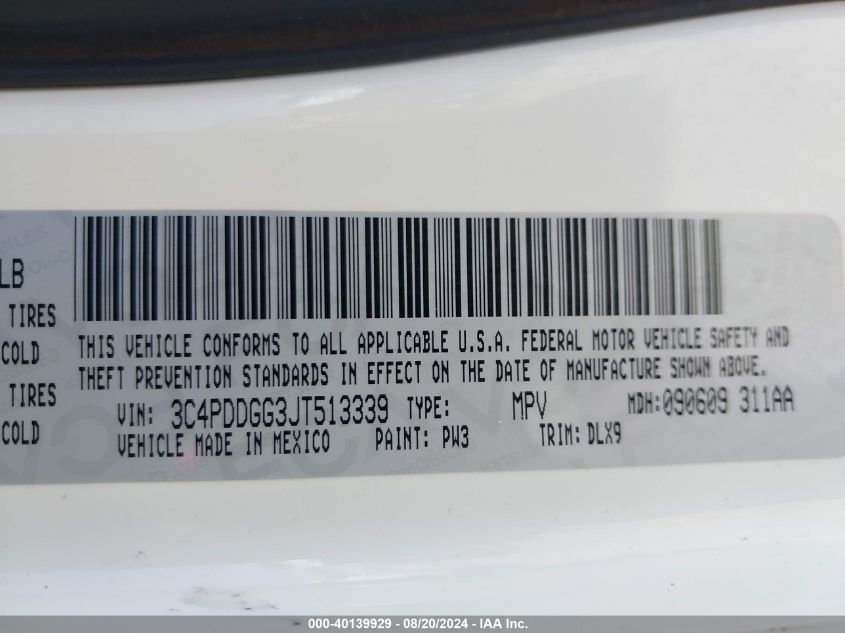 LB
TIRES
COLD
TIRES
COLD
THIS VEHICLE CONFORMS TO ALL APPLICABLE U.S.A. FEDERAL MOTOR VEHICLE SAFETY AND
THEFT PREVENTION STANDARDS IN EFFECT ON THE DATE OF MANUFACTURE SHOWN ABOVE.
VIN: 3C4PDDGG3JT513339 TYPE: MPV MDH:090609 311AA
VEHICLE MADE IN MEXICO PAINT: PW3 TRIM: DLX9
000-40139929 - 08/20/2024 - IAA Inc.